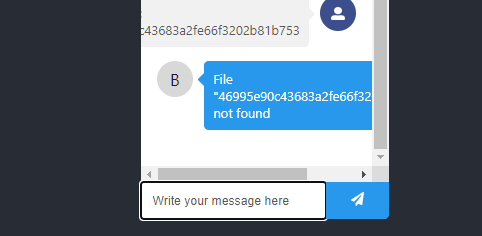 c43683a2fe66f3202b81b753
B
File
"46995e90c43683a2fe66f32
not found
Write your message here